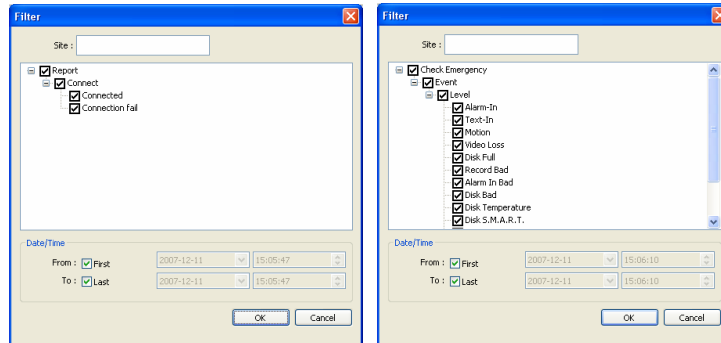 Filter
Site :
Report
Connect
Connected
Connection fail
Date/Time
From : First 2007-12-11 15:05:47
To : Last 2007-12-11 15:05:47
OK Cancel
Filter
Site :
Check Emergency
Event
Level
Alarm-In
Text-In
Motion
Video Loss
Disk Full
Record Bad
Alarm In Bad
Disk Bad
Disk Temperature
Disk S.M.A.R.T.
Date/Time
From : First 2007-12-11 15:06:10
To : Last 2007-12-11 15:06:10
OK Cancel